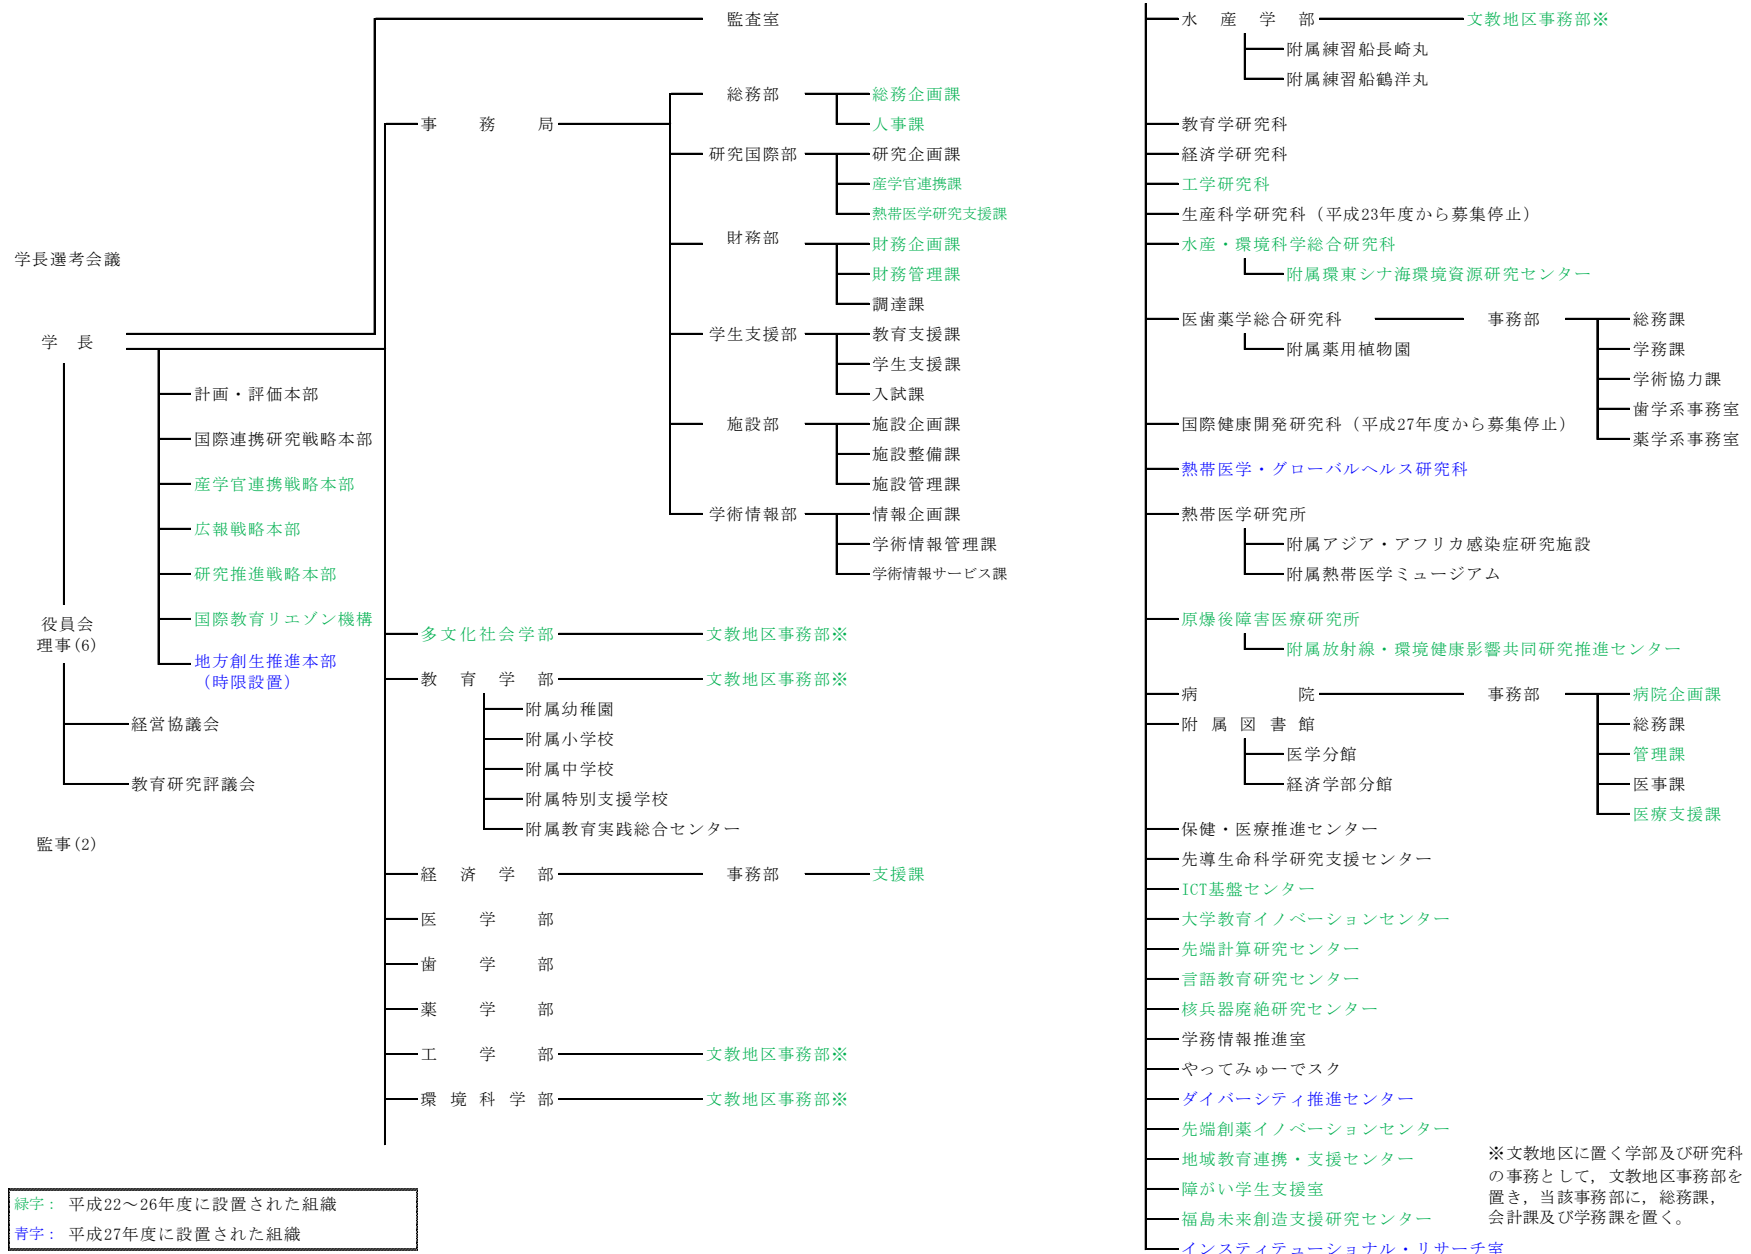 学長選考会議
学　長
計画・評価本部
国際連携研究戦略本部
産学官連携戦略本部
広報戦略本部
研究推進戦略本部
国際教育リエゾン機構
地方創生推進本部
（時限設置）
役員会
理事(6)
経営協議会
教育研究評議会
監事(2)
監査室
事　務　局
総務部
総務企画課
人事課
研究国際部
研究企画課
産学官連携課
熱帯医学研究支援課
財務部
財務企画課
財務管理課
調達課
学生支援部
教育支援課
学生支援課
入試課
施設部
施設企画課
施設整備課
施設管理課
学術情報部
情報企画課
学術情報管理課
学術情報サービス課
多文化社会学部
文教地区事務部※
教　育　学　部
文教地区事務部※
附属幼稚園
附属小学校
附属中学校
附属特別支援学校
附属教育実践総合センター
経　済　学　部
事務部
支援課
医　学　部
歯　学　部
薬　学　部
工　学　部
文教地区事務部※
環　境　科　学　部
文教地区事務部※
緑字： 平成22～26年度に設置された組織
青字： 平成27年度に設置された組織
水　産　学　部
文教地区事務部※
附属練習船長崎丸
附属練習船鶴洋丸
教育学研究科
経済学研究科
工学研究科
生産科学研究科（平成23年度から募集停止）
水産・環境科学総合研究科
附属環東シナ海環境資源研究センター
医歯薬学総合研究科
事務部
総務課
学務課
学術協力課
歯学系事務室
薬学系事務室
附属薬用植物園
国際健康開発研究科（平成27年度から募集停止）
熱帯医学・グローバルヘルス研究科
熱帯医学研究所
附属アジア・アフリカ感染症研究施設
附属熱帯医学ミュージアム
原爆後障害医療研究所
附属放射線・環境健康影響共同研究推進センター
病　院
事務部
病院企画課
総務課
管理課
医事課
医療支援課
附　属　図　書　館
医学分館
経済学部分館
保健・医療推進センター
先導生命科学研究支援センター
ICT基盤センター
大学教育イノベーションセンター
先端計算研究センター
言語教育研究センター
核兵器廃絶研究センター
学務情報推進室
やってみゅーでスク
ダイバーシティ推進センター
先端創薬イノベーションセンター
地域教育連携・支援センター
障がい学生支援室
福島未来創造支援研究センター
インスティテューショナル・リサーチ室
※文教地区に置く学部及び研究科
の事務として，文教地区事務部を
置き，当該事務部に，総務課，
会計課及び学務課を置く。